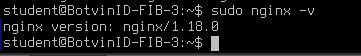 student@BotvinID-FIB-3:~$ sudo nginx -v
nginx version: nginx/1.18.0
student@BotvinID-FIB-3:~$